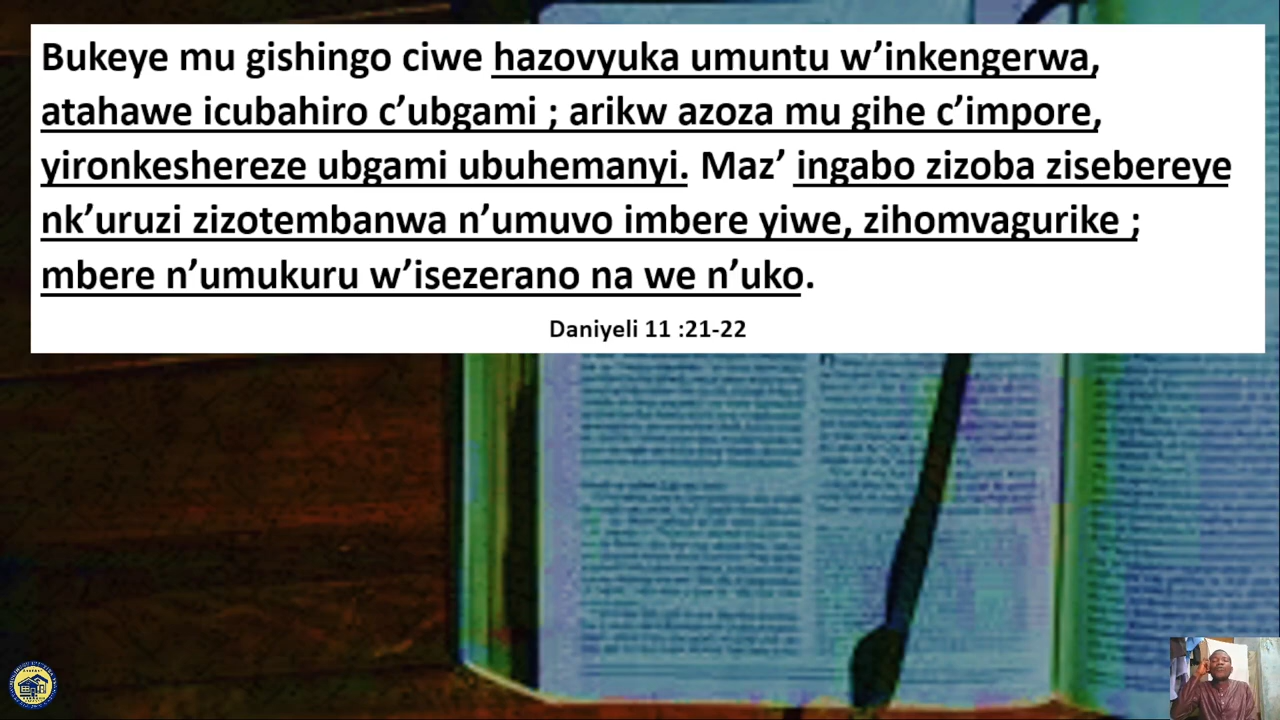 Bukeye mu gishingo ciwe hazovyuka umuntu w’inkengerwa,
atahawe icubahiro c’ubgami ; arikw azoza mu gihe c’impore,
yironkeshereze ubgami ubuhemanyi. Maz’ ingabo zizoba zisebereye
nk’uruzi zizotembanwa n’umuvo imbere yiwe, zihomvagurike ;
mbere n’umukuru w’isezerano na we n’uko.
Daniyeli 11 :21-22